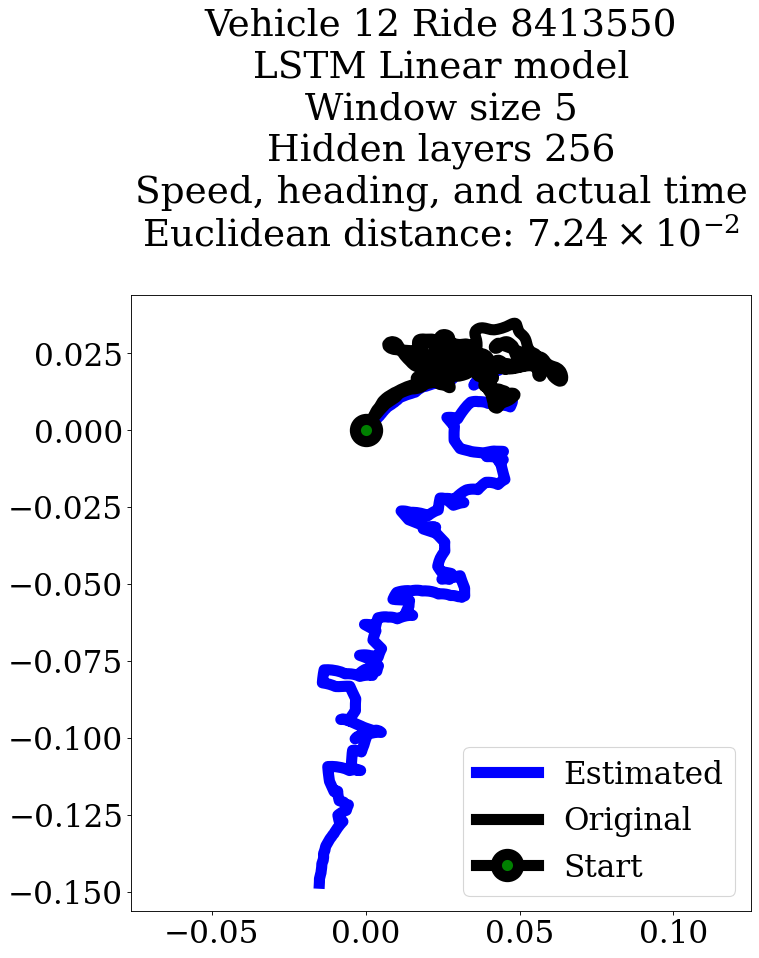 Vehicle 12 Ride 8413550
LSTM Linear model
Window size 5
Hidden layers 256
Speed, heading, and actual time
Euclidean distance: 7.24 × 10⁻²
0.025
0.000
−0.025
−0.050
−0.075
−0.100
−0.125
−0.150
Estimated
Original
Start
−0.05 0.00 0.05 0.10